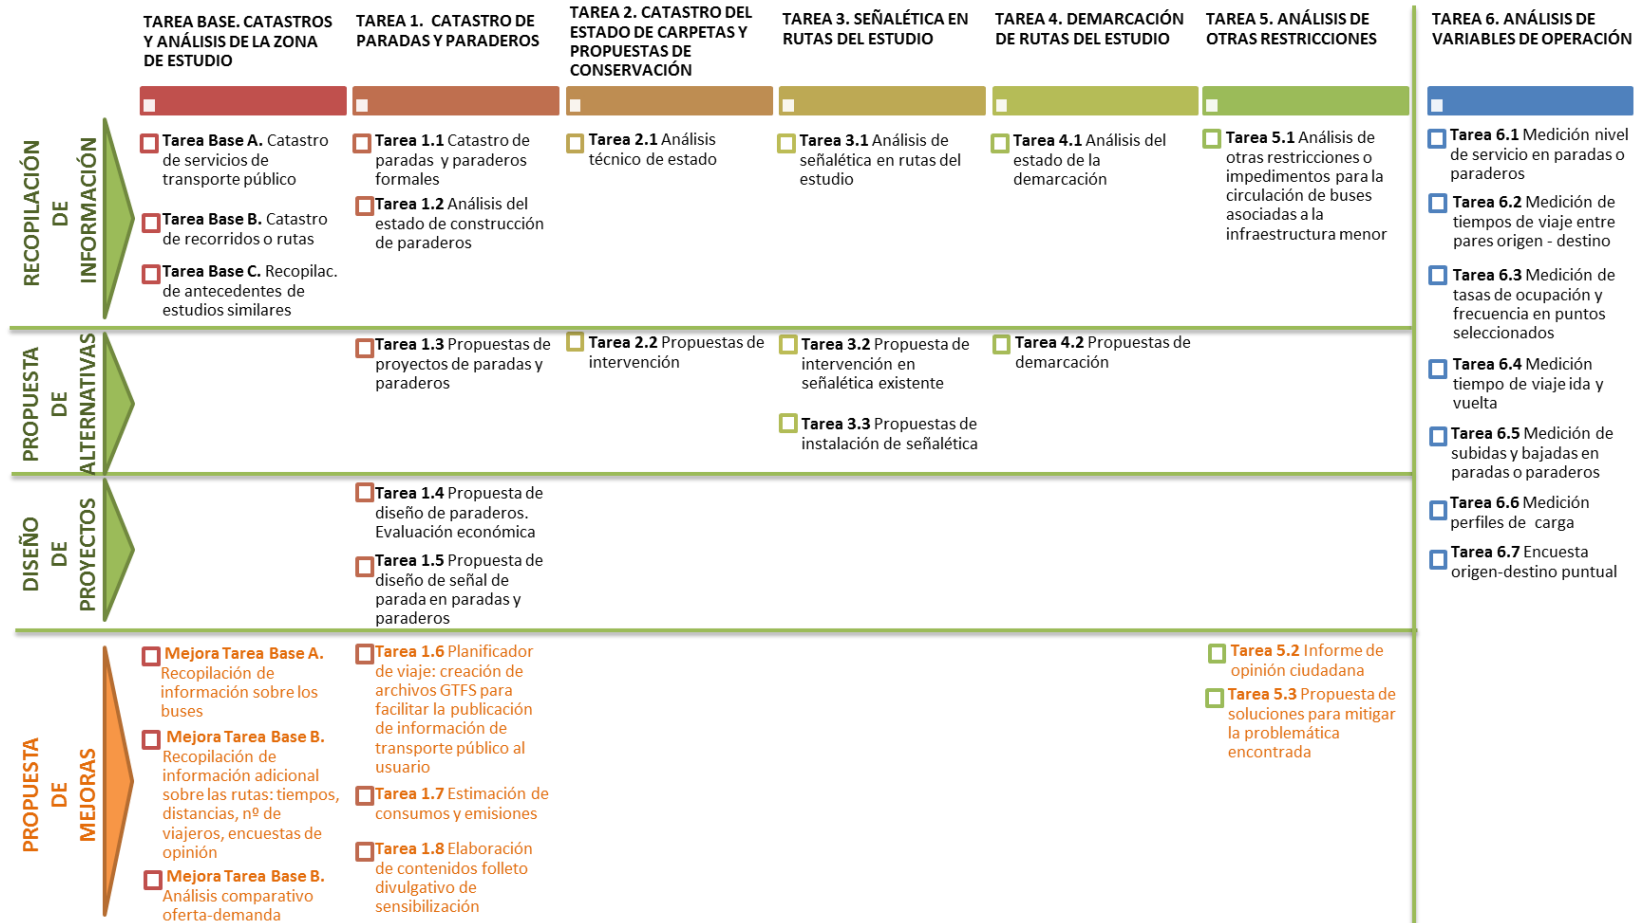 TAREA BASE. CATASTROS
Y ANÁLISIS DE LA ZONA
DE ESTUDIO
TAREA 1. CATASTRO DE
PARADAS Y PARADEROS
TAREA 2. CATASTRO DEL
ESTADO DE CARPETAS Y
PROPUESTAS DE
CONSERVACIÓN
TAREA 3. SEÑALÉTICA EN
RUTAS DEL ESTUDIO
TAREA 4. DEMARCACIÓN
DE RUTAS DEL ESTUDIO
TAREA 5. ANÁLISIS DE
OTRAS RESTRICCIONES
TAREA 6. ANÁLISIS DE
VARIABLES DE OPERACIÓN
RECOPILACIÓN
DE
INFORMACIÓN
Tarea Base A. Catastro
de servicios de
transporte público
Tarea Base B. Catastro
de recorridos o rutas
Tarea Base C. Recopilac.
de antecedentes de
estudios similares
Tarea 1.1 Catastro de
paradas y paraderos
formales
Tarea 1.2 Análisis del
estado de construcción
de paraderos
Tarea 2.1 Análisis
técnico de estado
Tarea 3.1 Análisis de
señalética en rutas del
estudio
Tarea 4.1 Análisis del
estado de la
demarcación
Tarea 5.1 Análisis de
otras restricciones o
impedimentos para la
circulación de buses
asociadas a la
infraestructura menor
PROPUESTA
DE
ALTERNATIVAS
Tarea 1.3 Propuestas de
proyectos de paradas y
paraderos
Tarea 2.2 Propuestas de
intervención
Tarea 3.2 Propuesta de
intervención en
señalética existente
Tarea 3.3 Propuestas de
instalación de señalética
Tarea 4.2 Propuestas de
demarcación
DISEÑO
DE
PROYECTOS
Tarea 1.4 Propuesta de
diseño de paraderos.
Evaluación económica
Tarea 1.5 Propuesta de
diseño de señal de
parada en paradas y
paraderos
PROPUESTA
DE
MEJORAS
Mejora Tarea Base A.
Recopilación de
información sobre los
buses
Mejora Tarea Base B.
Recopilación de
información adicional
sobre las rutas: tiempos,
distancias, nº de
viajeros, encuestas de
opinión
Mejora Tarea Base B.
Análisis comparativo
oferta-demanda
Tarea 1.6 Planificador
de viaje: creación de
archivos GTFS para
facilitar la publicación
de información de
transporte público al
usuario
Tarea 1.7 Estimación de
consumos y emisiones
Tarea 1.8 Elaboración
de contenidos folleto
divulgativo de
sensibilización
Tarea 5.2 Informe de
opinión ciudadana
Tarea 5.3 Propuesta de
soluciones para mitigar
la problemática
encontrada
Tarea 6.1 Medición nivel
de servicio en paradas o
paraderos
Tarea 6.2 Medición de
tiempos de viaje entre
pares origen - destino
Tarea 6.3 Medición de
tasas de ocupación y
frecuencia en puntos
seleccionados
Tarea 6.4 Medición
tiempo de viaje ida y
vuelta
Tarea 6.5 Medición de
subidas y bajadas en
paradas o paraderos
Tarea 6.6 Medición
perfiles de carga
Tarea 6.7 Encuesta
origen-destino puntual